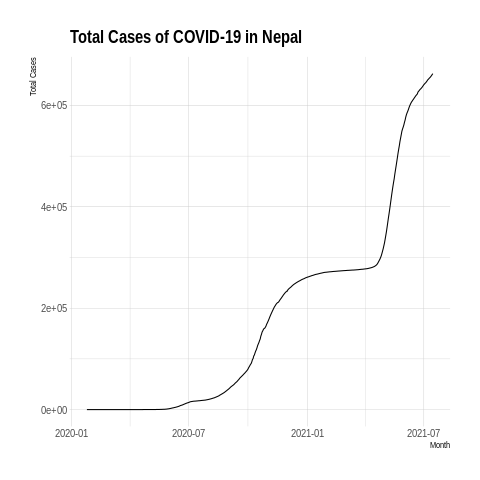 Total Cases of COVID-19 in Nepal
Total Cases
6e+05
4e+05
2e+05
0e+00
2020-01 2020-07 2021-01 2021-07
Month